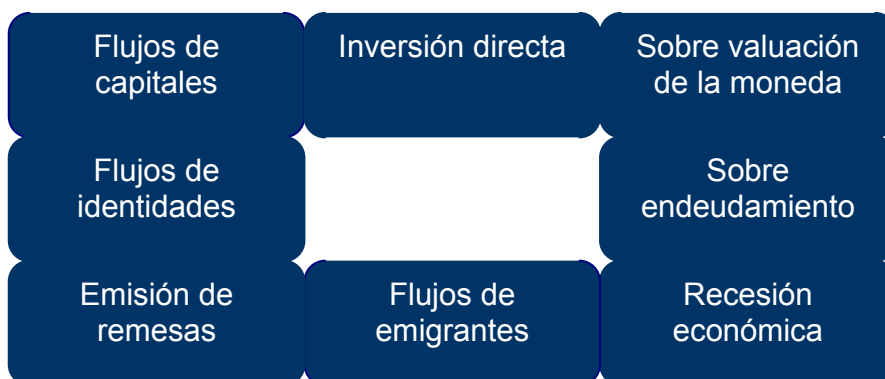 Flujos de
capitales
Inversión directa
Sobre valuación
de la moneda
Flujos de
identidades
Sobre
endeudamiento
Emisión de
remesas
Flujos de
emigrantes
Recesión
económica